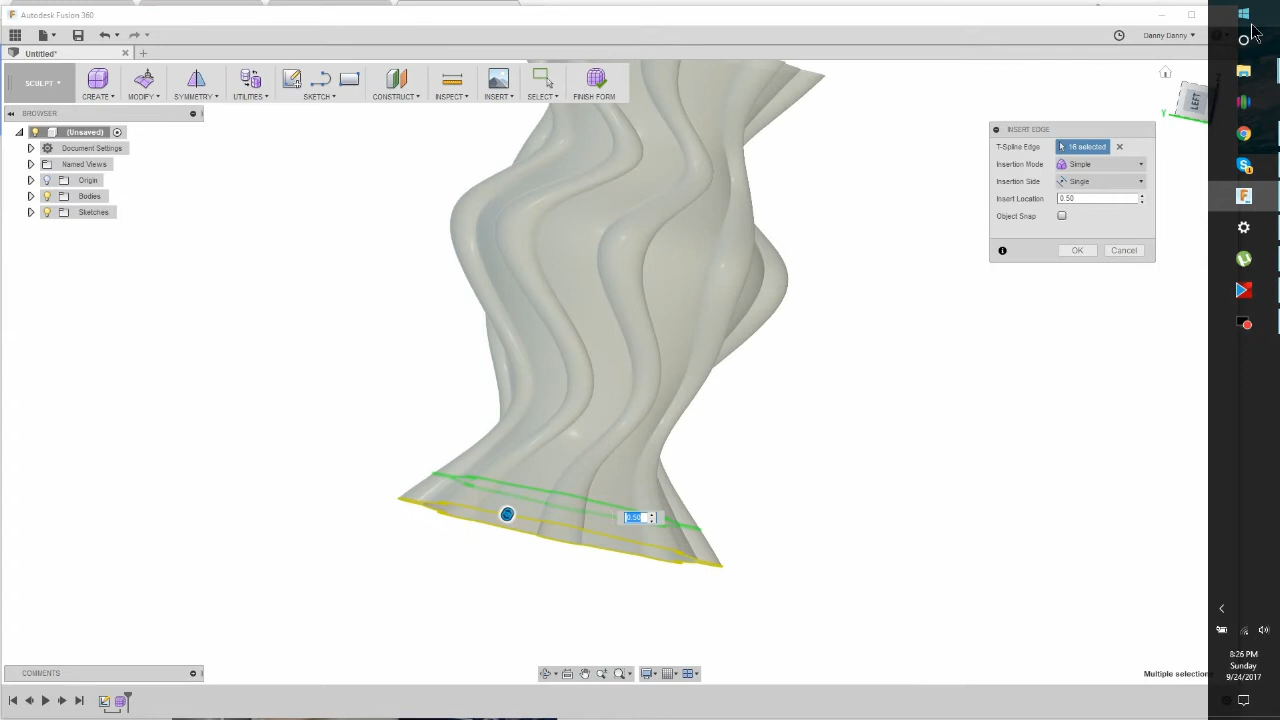 Autodesk Fusion 360
Danny Danny
Untitled*
SCULPT
CREATE
MODIFY
SYMMETRY
UTILITIES
SKETCH
CONSTRUCT
INSPECT
INSERT
SELECT
FINISH FORM
BROWSER
(Unsaved)
Document Settings
Named Views
Origin
Bodies
Sketches
LEFT
Y
INSERT EDGE
T-Spline Edge 16 selected
Insertion Mode Simple
Insertion Side Single
Insert Location 0.50
Object Snap
OK Cancel
0.50
COMMENTS
Multiple selections
8:26 PM
Sunday
9/24/2017